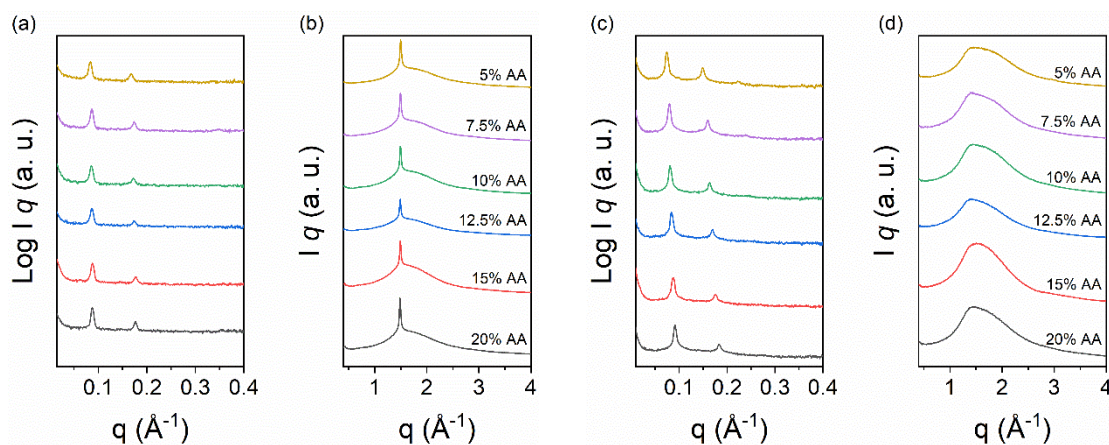 (a)
Log I q (a. u.)
0.1 0.2 0.3 0.4
q (Å-1)
(b)
I q (a. u.)
5% AA
7.5% AA
10% AA
12.5% AA
15% AA
20% AA
1 2 3 4
q (Å-1)
(c)
Log I q (a. u.)
0.1 0.2 0.3 0.4
q (Å-1)
(d)
I q (a. u.)
5% AA
7.5% AA
10% AA
12.5% AA
15% AA
20% AA
1 2 3 4
q (Å-1)